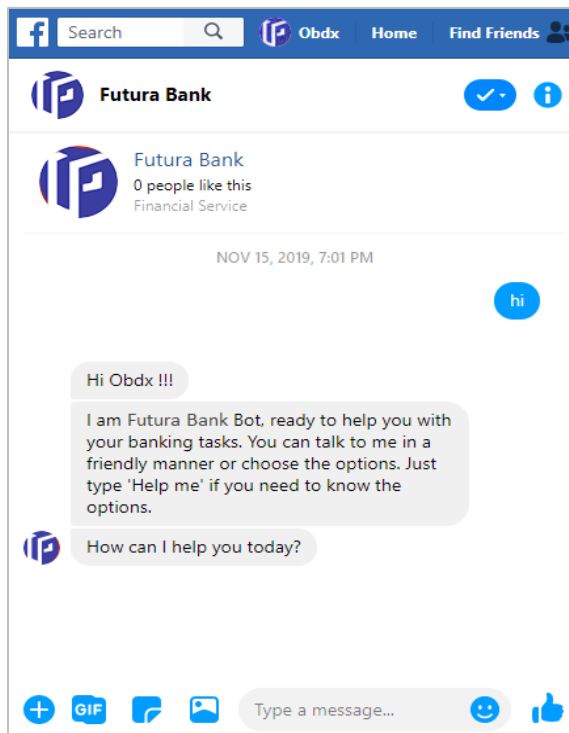 f Search Obdx Home Find Friends
Futura Bank
Futura Bank
0 people like this
Financial Service
NOV 15, 2019, 7:01 PM
hi
Hi Obdx !!!
I am Futura Bank Bot, ready to help you with
your banking tasks. You can talk to me in a
friendly manner or choose the options. Just
type 'Help me' if you need to know the
options.
How can I help you today?
GIF Type a message...